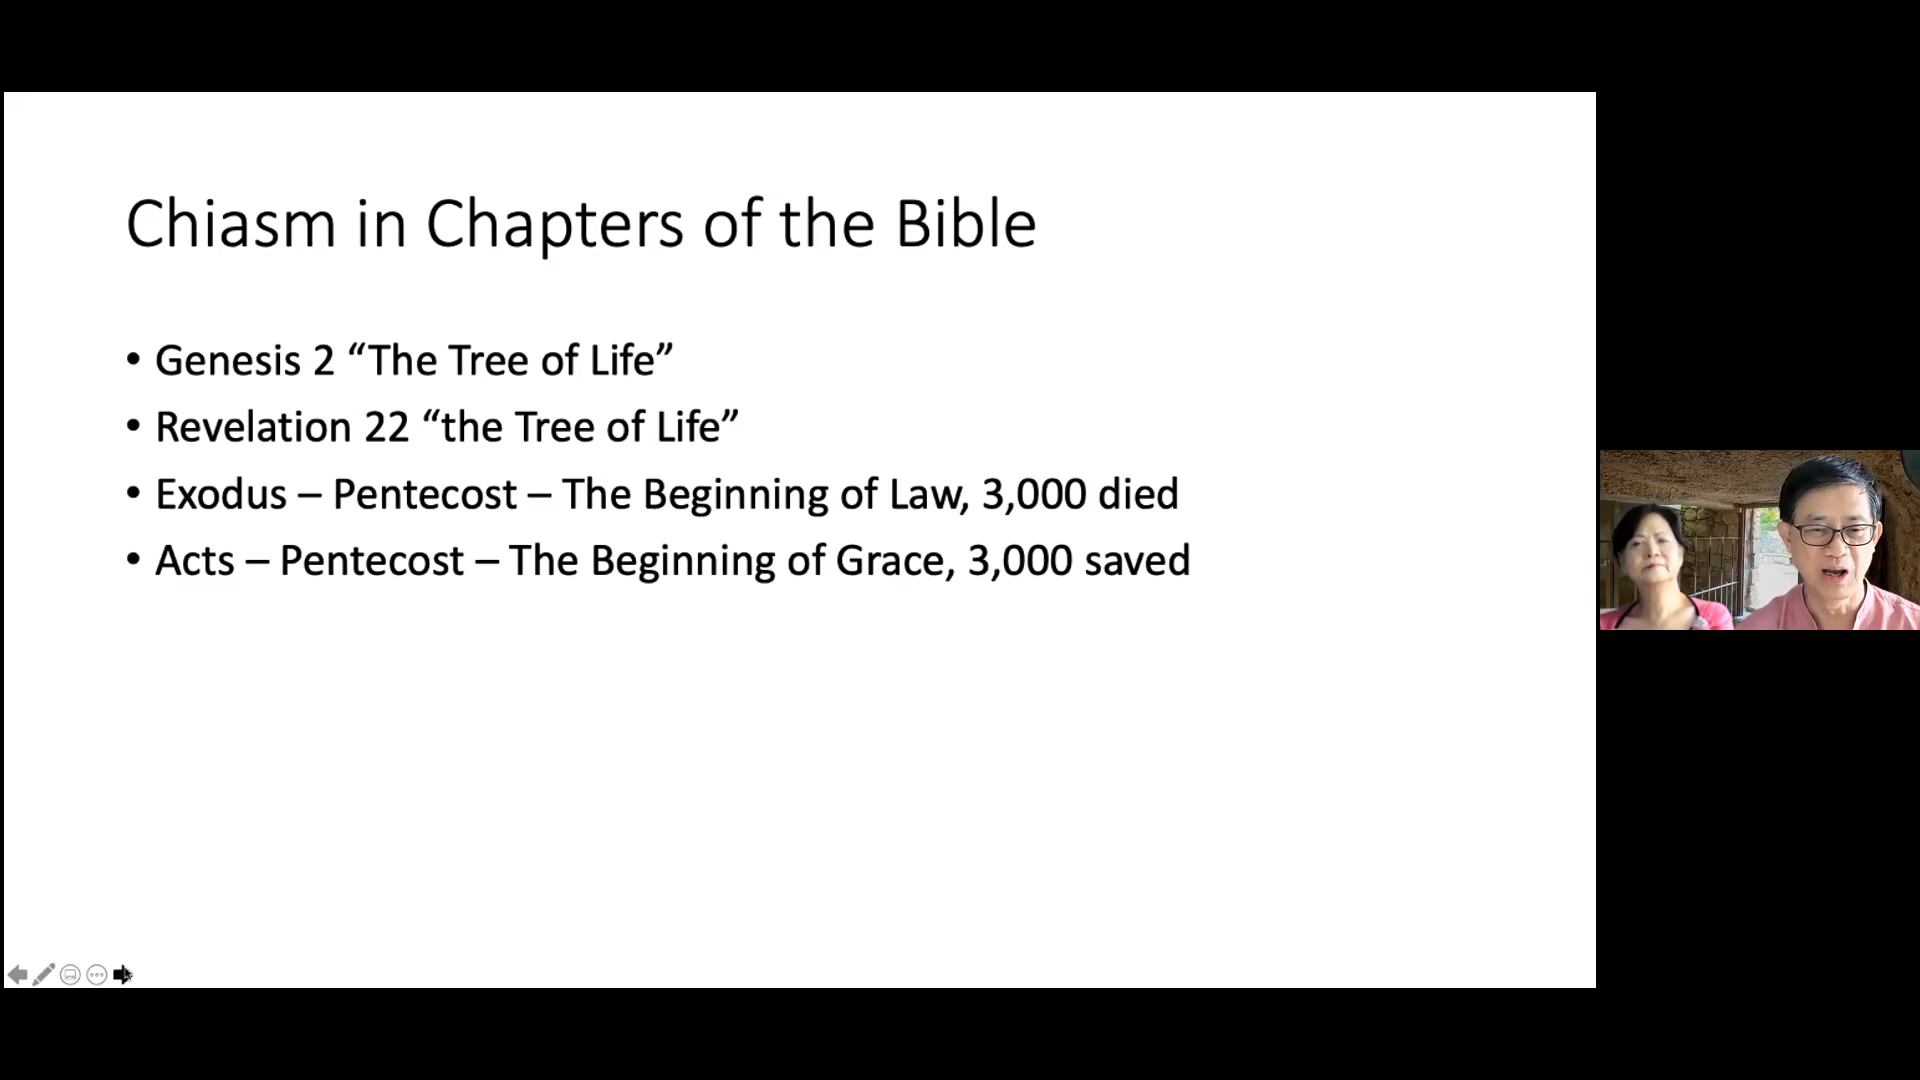 Chiasm in Chapters of the Bible
• Genesis 2 “The Tree of Life”
• Revelation 22 “the Tree of Life”
• Exodus – Pentecost – The Beginning of Law, 3,000 died
• Acts – Pentecost – The Beginning of Grace, 3,000 saved